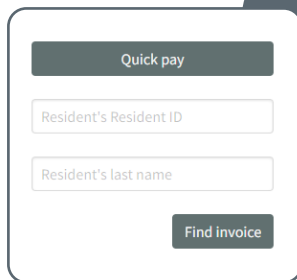 Quick pay
Resident's Resident ID
Resident's last name
Find invoice